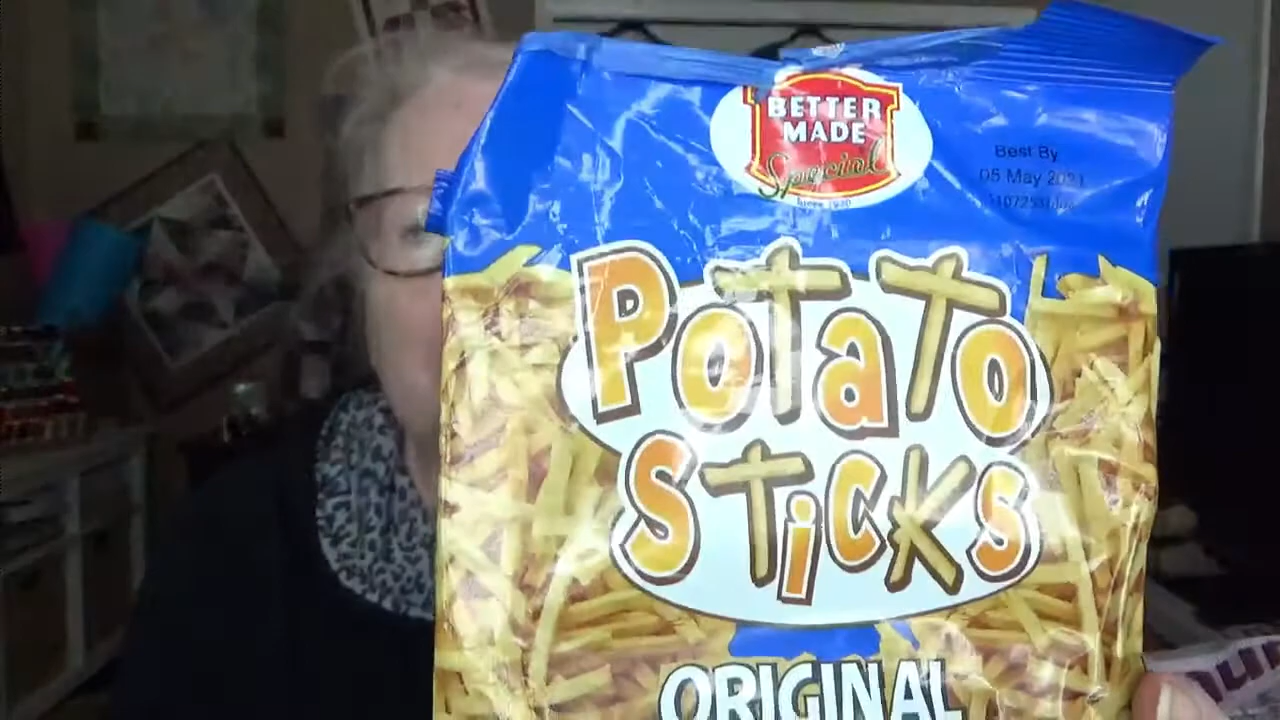 BETTER
MADE
Special
Since 1930
Best By
05 May 2021
POTATO
STiCKS
ORIGINAL